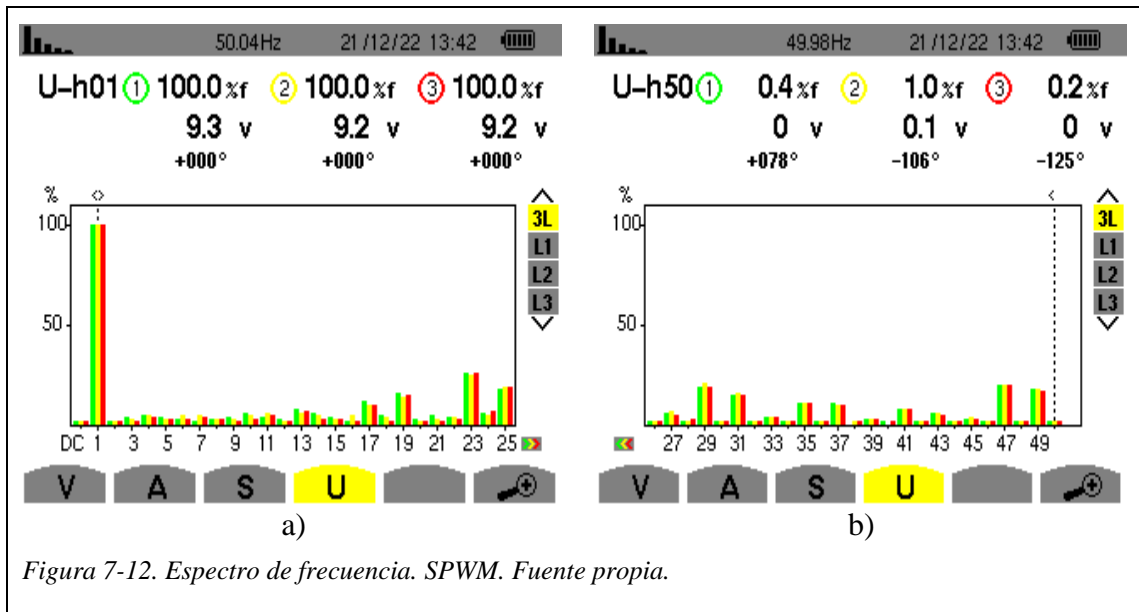 50.04Hz 21/12/22 13:42
U-h01 1 100.0 %f 2 100.0 %f 3 100.0 %f
9.3 V 9.2 V 9.2 V
+000° +000° +000°
%
100
50
3L
L1
L2
L3
DC 1 3 5 7 9 11 13 15 17 19 21 23 25
V A S U
a)
49.98Hz 21/12/22 13:42
U-h50 1 0.4 %f 2 1.0 %f 3 0.2 %f
0 V 0.1 V 0 V
+078° -106° -125°
%
100
50
3L
L1
L2
L3
27 29 31 33 35 37 39 41 43 45 47 49
V A S U
b)
Figura 7-12. Espectro de frecuencia. SPWM. Fuente propia.